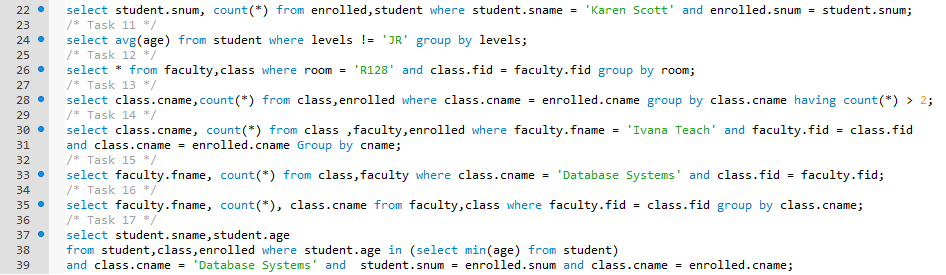 22 select student.snum, count(*) from enrolled,student where student.sname = 'Karen Scott' and enrolled.snum = student.snum;
23 /* Task 11 */
24 select avg(age) from student where levels != 'JR' group by levels;
25 /* Task 12 */
26 select * from faculty,class where room = 'R128' and class.fid = faculty.fid group by room;
27 /* Task 13 */
28 select class.cname,count(*) from class,enrolled where class.cname = enrolled.cname group by class.cname having count(*) > 2;
29 /* Task 14 */
30 select class.cname, count(*) from class ,faculty,enrolled where faculty.fname = 'Ivana Teach' and faculty.fid = class.fid
31 and class.cname = enrolled.cname Group by cname;
32 /* Task 15 */
33 select faculty.fname, count(*) from class,faculty where class.cname = 'Database Systems' and class.fid = faculty.fid;
34 /* Task 16 */
35 select faculty.fname, count(*), class.cname from faculty,class where faculty.fid = class.fid group by class.cname;
36 /* Task 17 */
37 select student.sname,student.age
38 from student,class,enrolled where student.age in (select min(age) from student)
39 and class.cname = 'Database Systems' and  student.snum = enrolled.snum and class.cname = enrolled.cname;